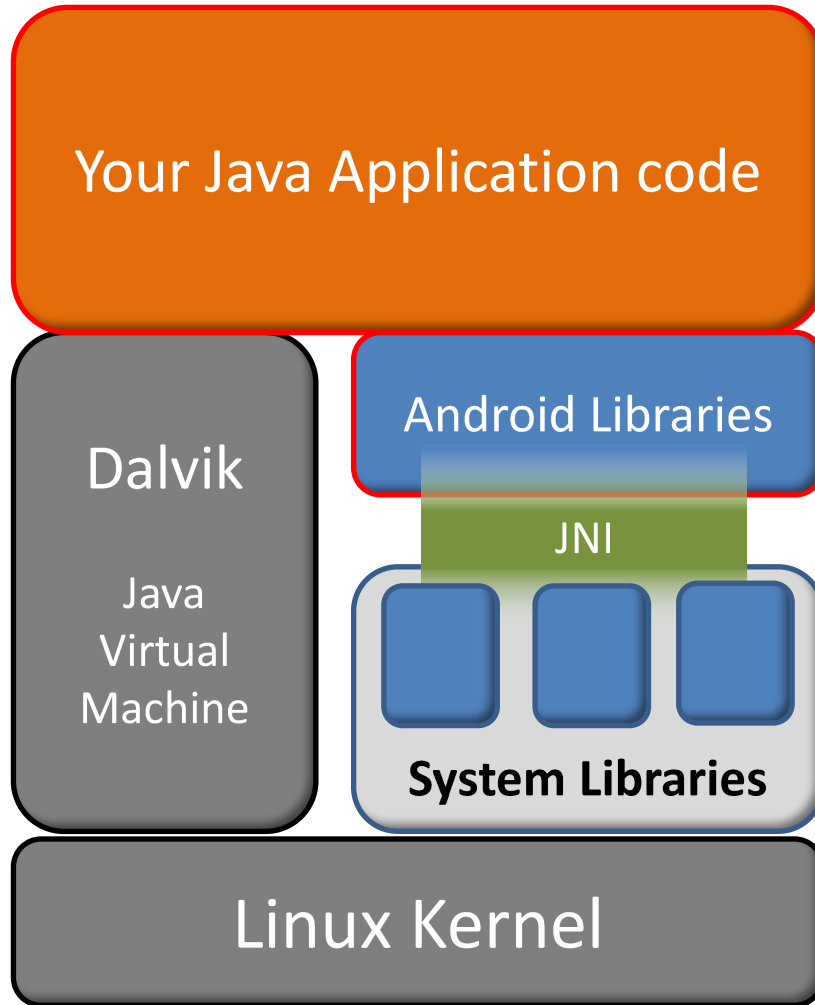 Your Java Application code
Dalvik
Java
Virtual
Machine
Android Libraries
JNI
System Libraries
Linux Kernel